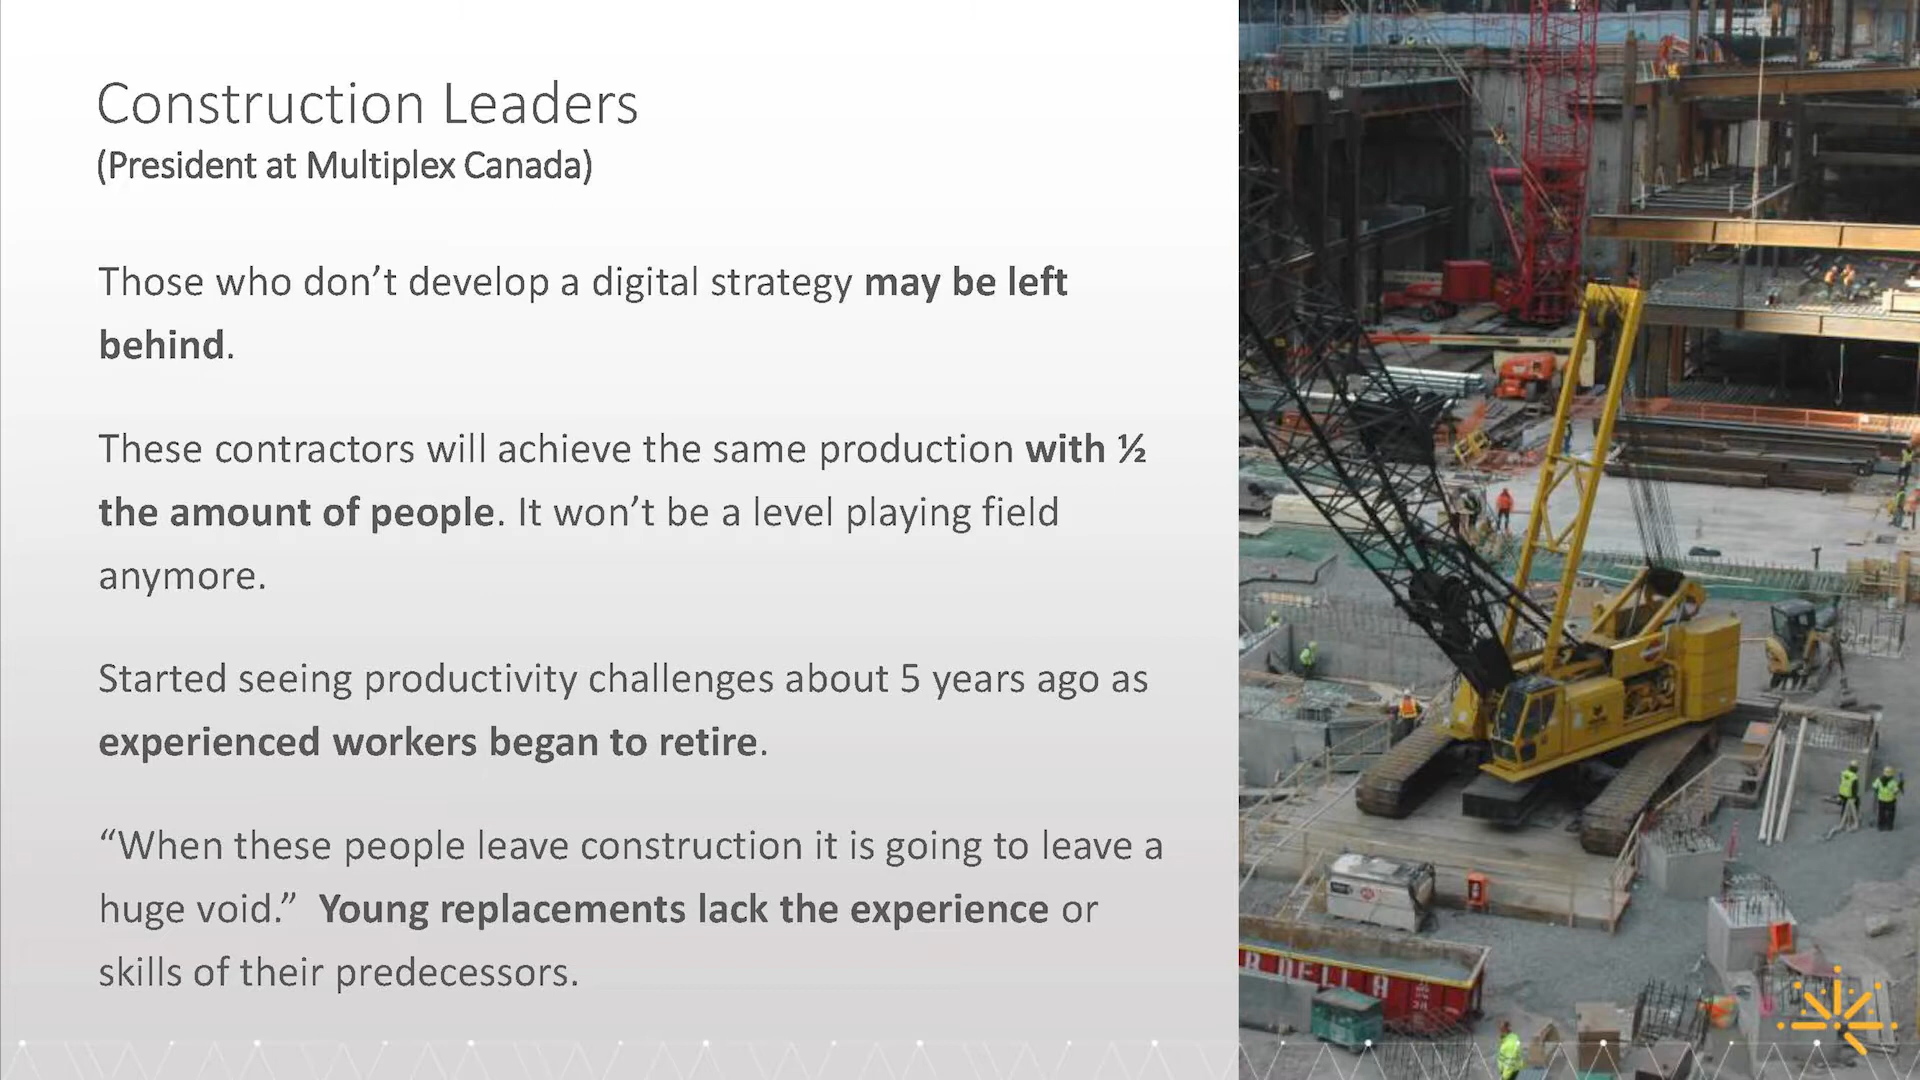 Construction Leaders
(President at Multiplex Canada)
Those who don’t develop a digital strategy may be left
behind.
These contractors will achieve the same production with ½
the amount of people. It won’t be a level playing field
anymore.
Started seeing productivity challenges about 5 years ago as
experienced workers began to retire.
“When these people leave construction it is going to leave a
huge void.”  Young replacements lack the experience or
skills of their predecessors.